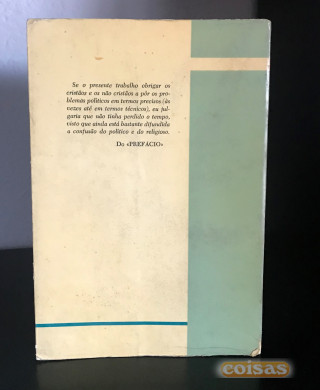 Se o presente trabalho obrigar os
cristãos e os não cristãos a pôr os pro-
blemas políticos em termos precisos (às
vezes até em termos técnicos), eu jul-
garia que não tinha perdido o tempo,
visto que ainda está bastante difundida
a confusão do político e do religioso.
Do «PREFÁCIO»
coisas